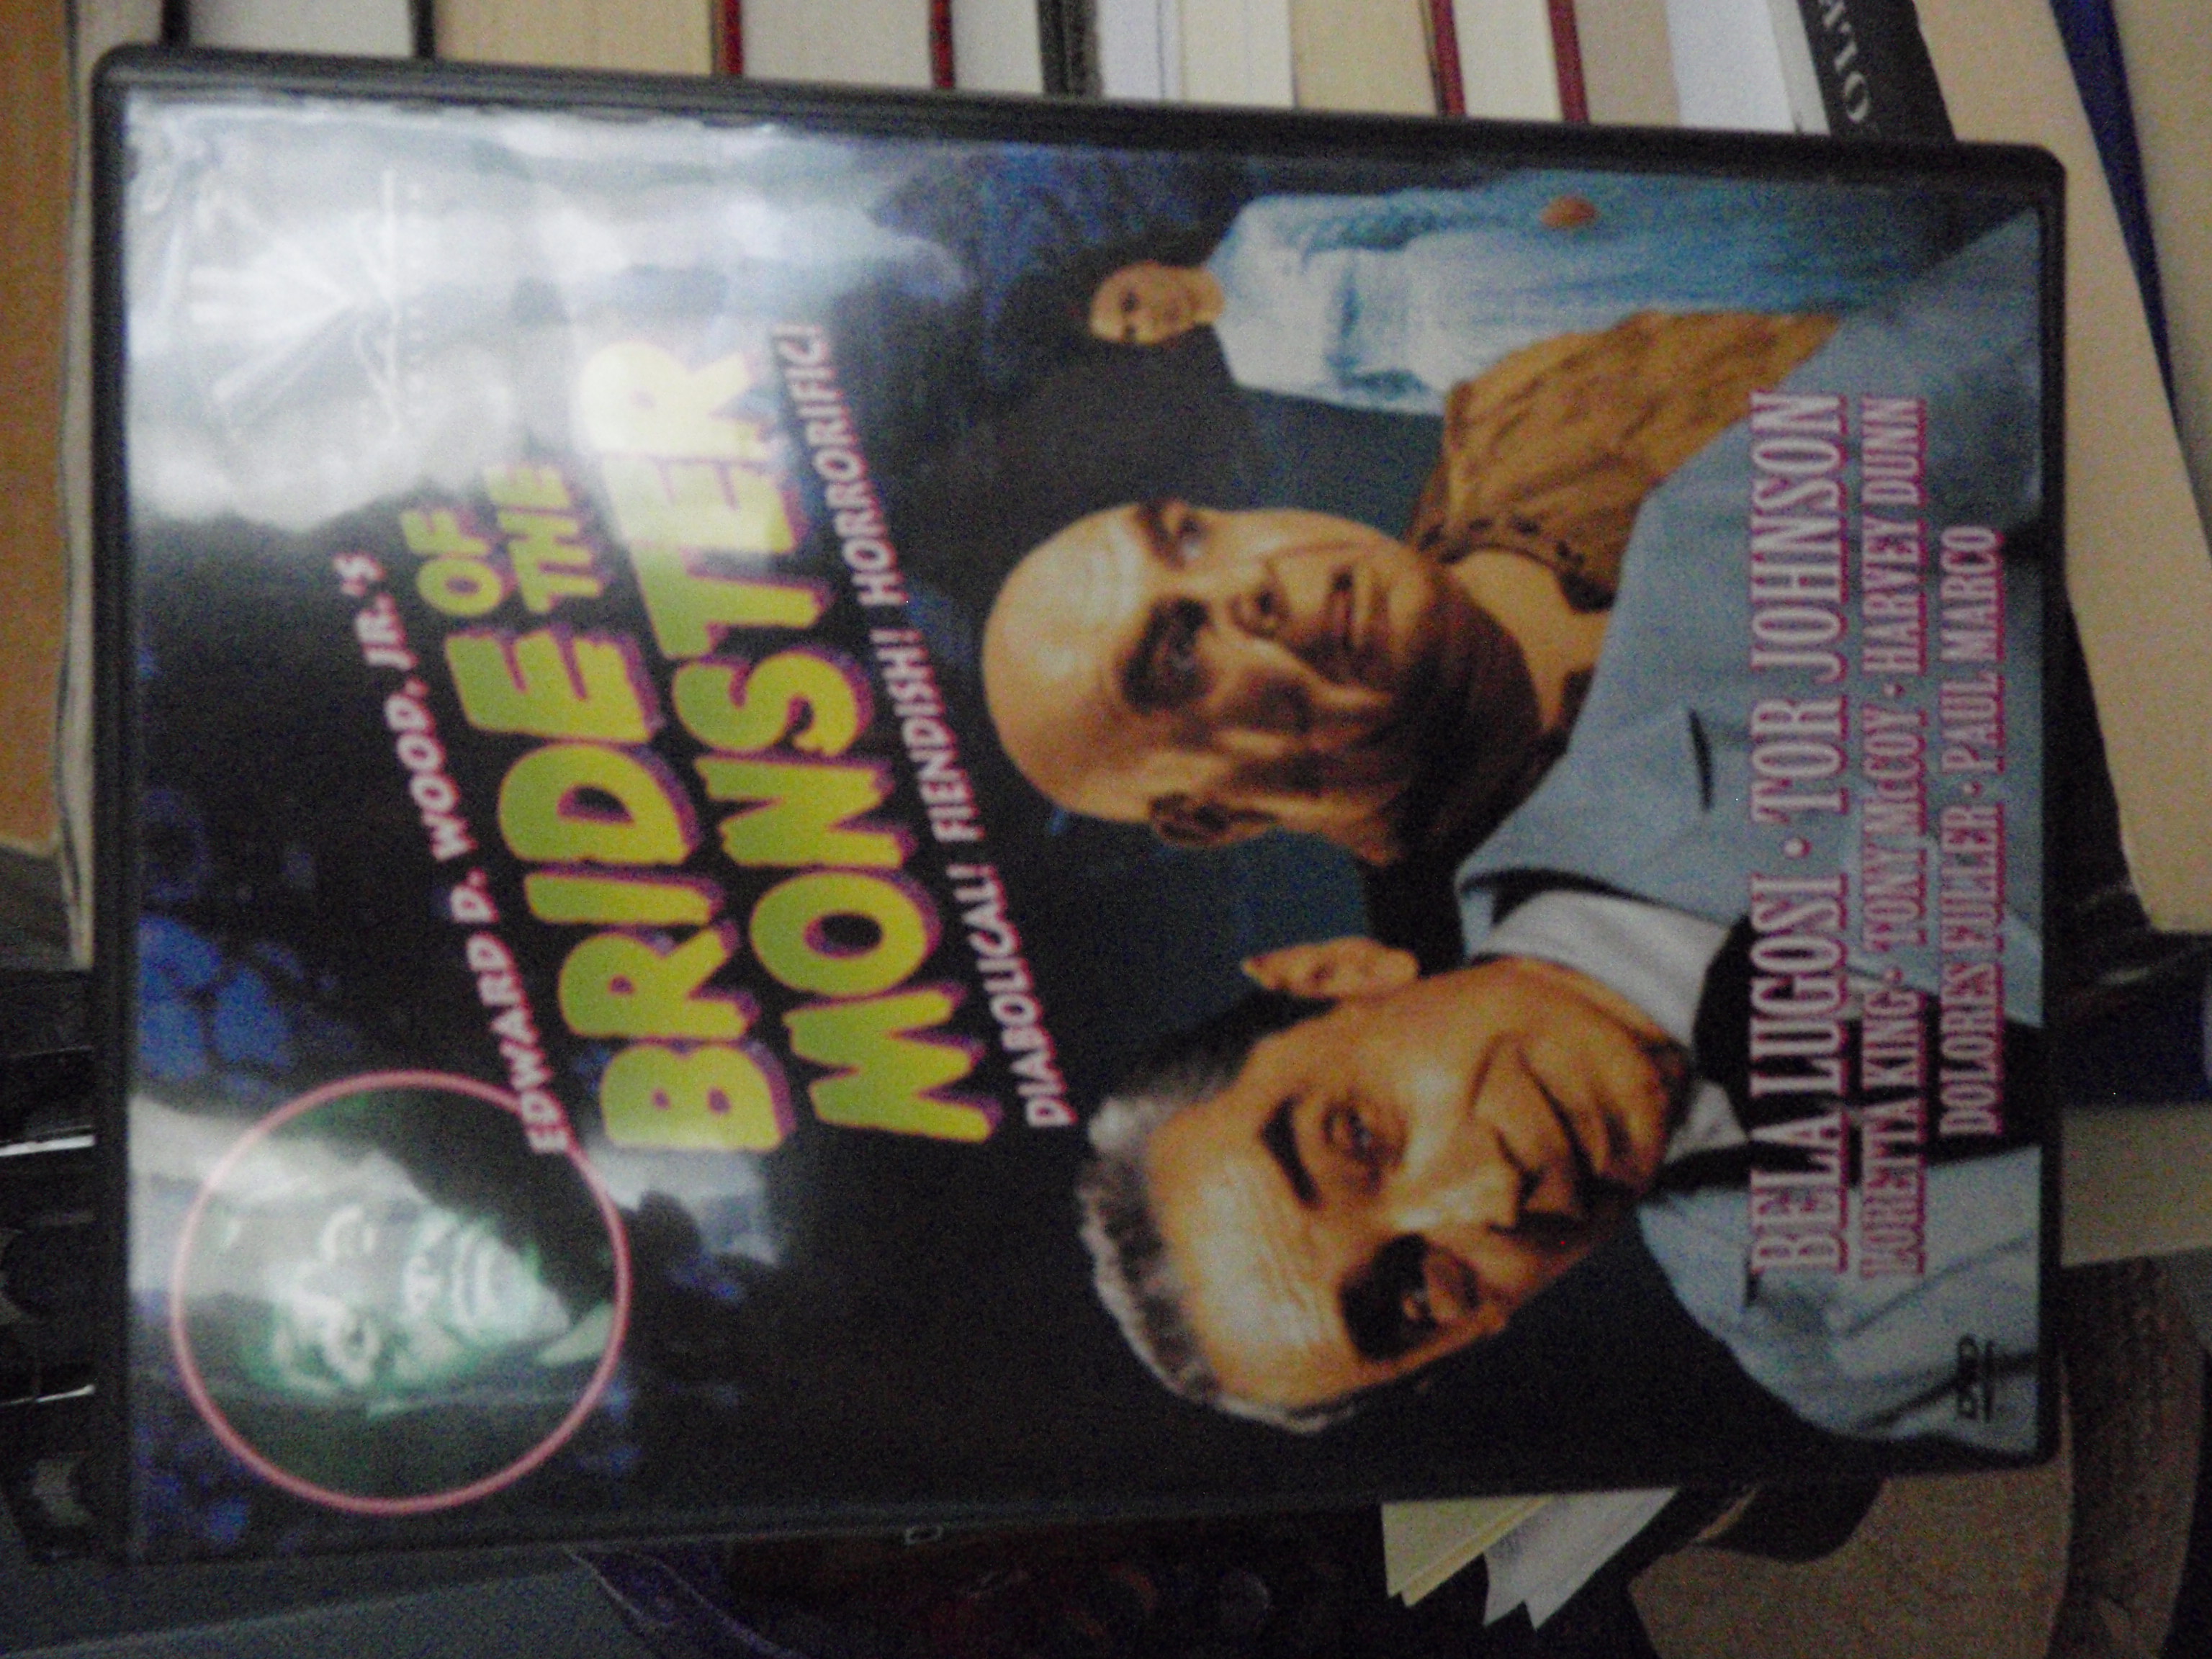 EDWARD D. WOOD, JR.'S
BRIDE OF
THE
MONSTER
DIABOLICAL! FIENDISH! HORRORIFIC!
BELA LUGOSI · TOR JOHNSON
LORETTA KING · TONY McCOY · HARVEY DUNN
DOLORES FULLER · PAUL MARCO
DVD